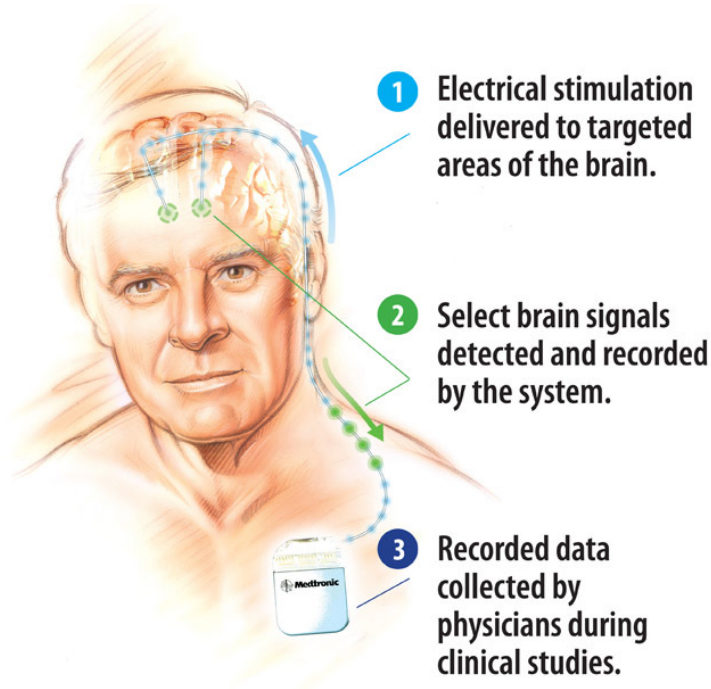 1 Electrical stimulation
delivered to targeted
areas of the brain.
2 Select brain signals
detected and recorded
by the system.
Medtronic
3 Recorded data
collected by
physicians during
clinical studies.